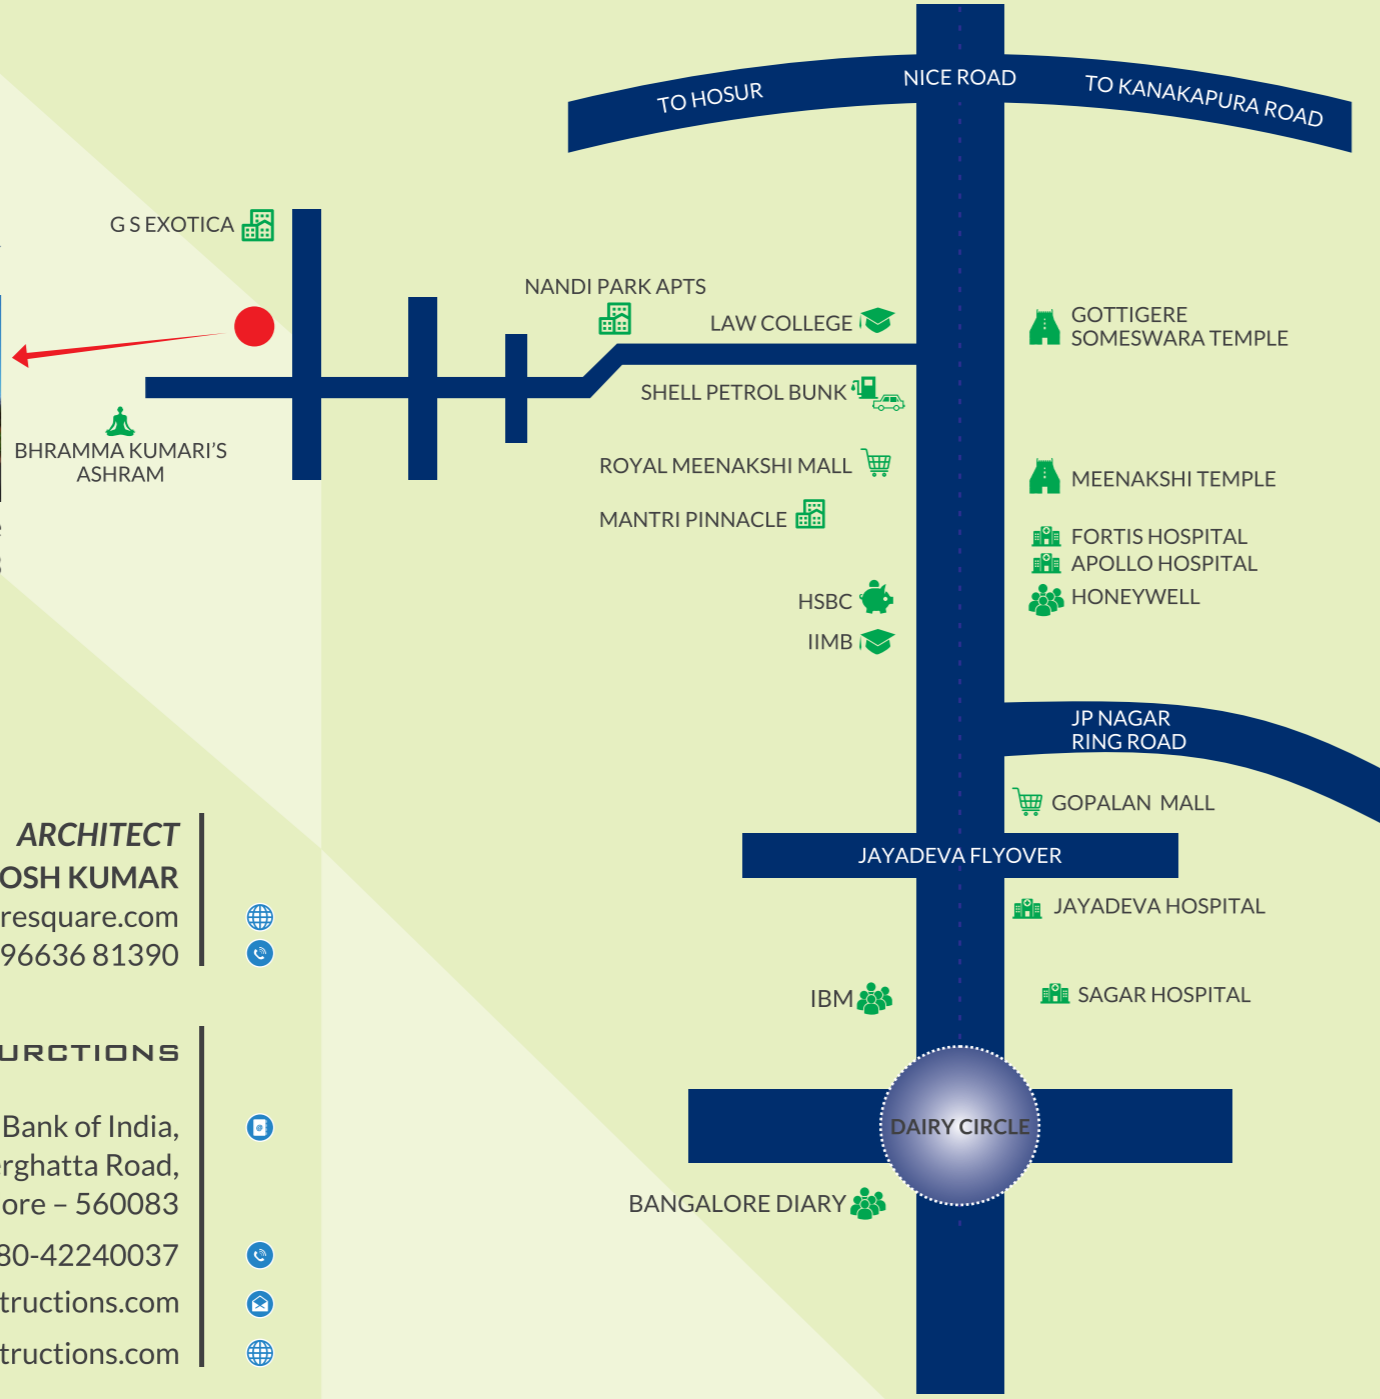 NICE ROAD
TO HOSUR
TO KANAKAPURA ROAD
G S EXOTICA
NANDI PARK APTS
LAW COLLEGE
GOTTIGERE
SOMESWARA TEMPLE
SHELL PETROL BUNK
BHRAMMA KUMARI'S
ASHRAM
ROYAL MEENAKSHI MALL
MEENAKSHI TEMPLE
MANTRI PINNACLE
FORTIS HOSPITAL
APOLLO HOSPITAL
HSBC
HONEYWELL
IIMB
JP NAGAR
RING ROAD
GOPALAN MALL
JAYADEVA FLYOVER
JAYADEVA HOSPITAL
IBM
SAGAR HOSPITAL
DAIRY CIRCLE
BANGALORE DIARY
ARCHITECT
OSH KUMAR
resquare.com
96636 81390
URCTIONS
Bank of India,
erghatta Road,
ore – 560083
80-42240037
tructions.com
tructions.com